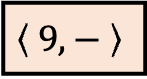 ⟨ 9, − ⟩